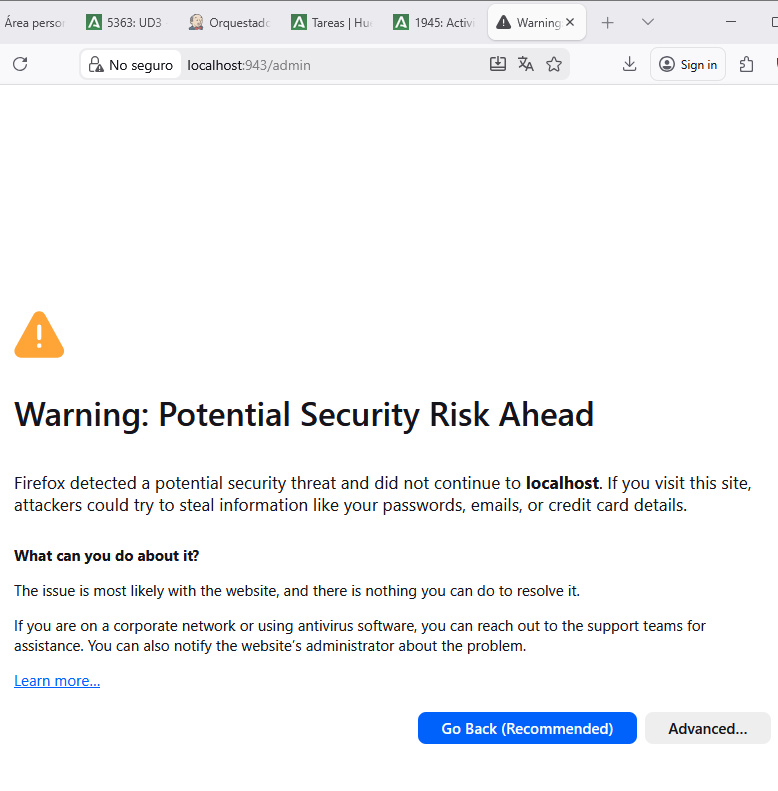 Área person
5363: UD3
Orquestado
Tareas | Hu
1945: Activi
Warning:
No seguro
localhost:943/admin
Sign in
Warning: Potential Security Risk Ahead
Firefox detected a potential security threat and did not continue to localhost. If you visit this site,
attackers could try to steal information like your passwords, emails, or credit card details.
What can you do about it?
The issue is most likely with the website, and there is nothing you can do to resolve it.
If you are on a corporate network or using antivirus software, you can reach out to the support teams for
assistance. You can also notify the website’s administrator about the problem.
Learn more…
Go Back (Recommended)
Advanced…